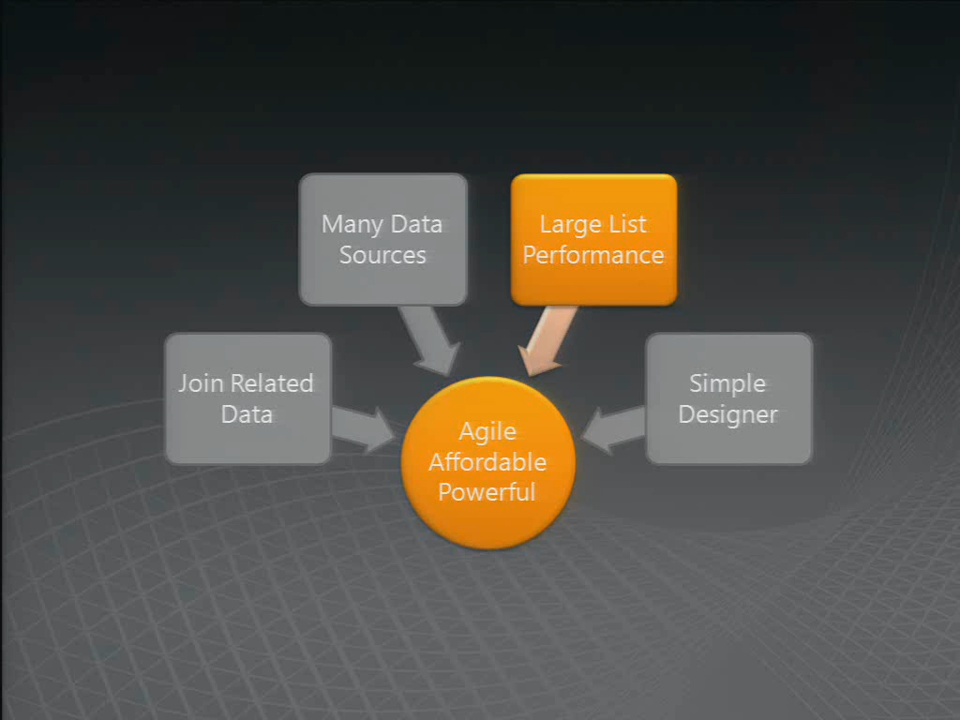 Many Data
Sources
Large List
Performance
Join Related
Data
Simple
Designer
Agile
Affordable
Powerful